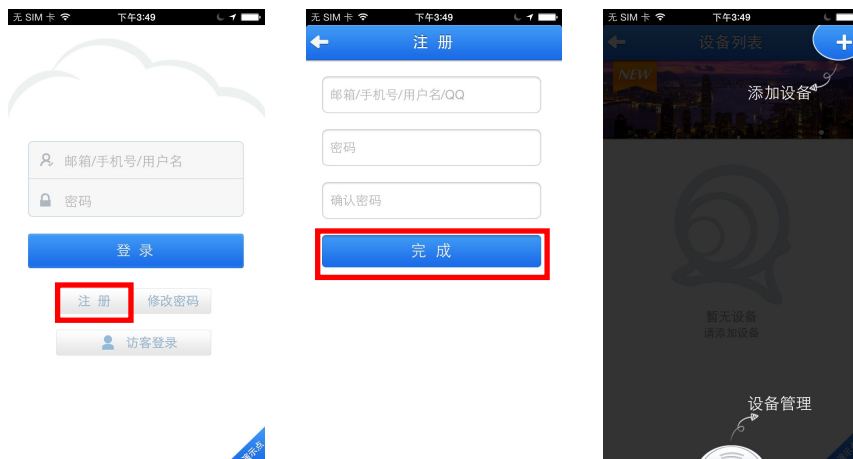 无 SIM 卡 下午3:49
邮箱/手机号/用户名
密码
登 录
注 册 修改密码
访客登录
演示点
无 SIM 卡 下午3:49
注 册
邮箱/手机号/用户名/QQ
密码
确认密码
完 成
无 SIM 卡 下午3:49
设备列表
NEW
添加设备
暂无设备
请添加设备
设备管理